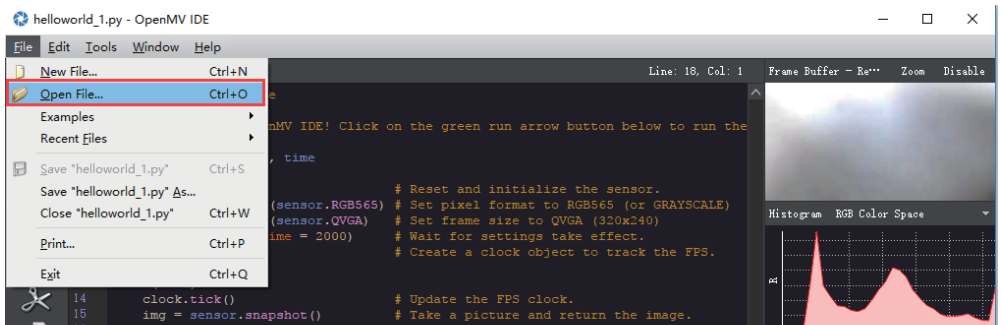 helloworld_1.py - OpenMV IDE
File Edit Tools Window Help
New File... Ctrl+N
Open File... Ctrl+O
Examples
Recent Files
Save "helloworld_1.py" Ctrl+S
Save "helloworld_1.py" As...
Close "helloworld_1.py" Ctrl+W
Print... Ctrl+P
Exit Ctrl+Q
Line: 18, Col: 1
e
nMV IDE! Click on the green run arrow button below to run the
, time
# Reset and initialize the sensor.
(sensor.RGB565) # Set pixel format to RGB565 (or GRAYSCALE)
(sensor.QVGA) # Set frame size to QVGA (320x240)
ime = 2000) # Wait for settings take effect.
# Create a clock object to track the FPS.
14 clock.tick() # Update the FPS clock.
15 img = sensor.snapshot() # Take a picture and return the image.
Frame Buffer - Re··· Zoom Disable
Histogram RGB Color Space
R